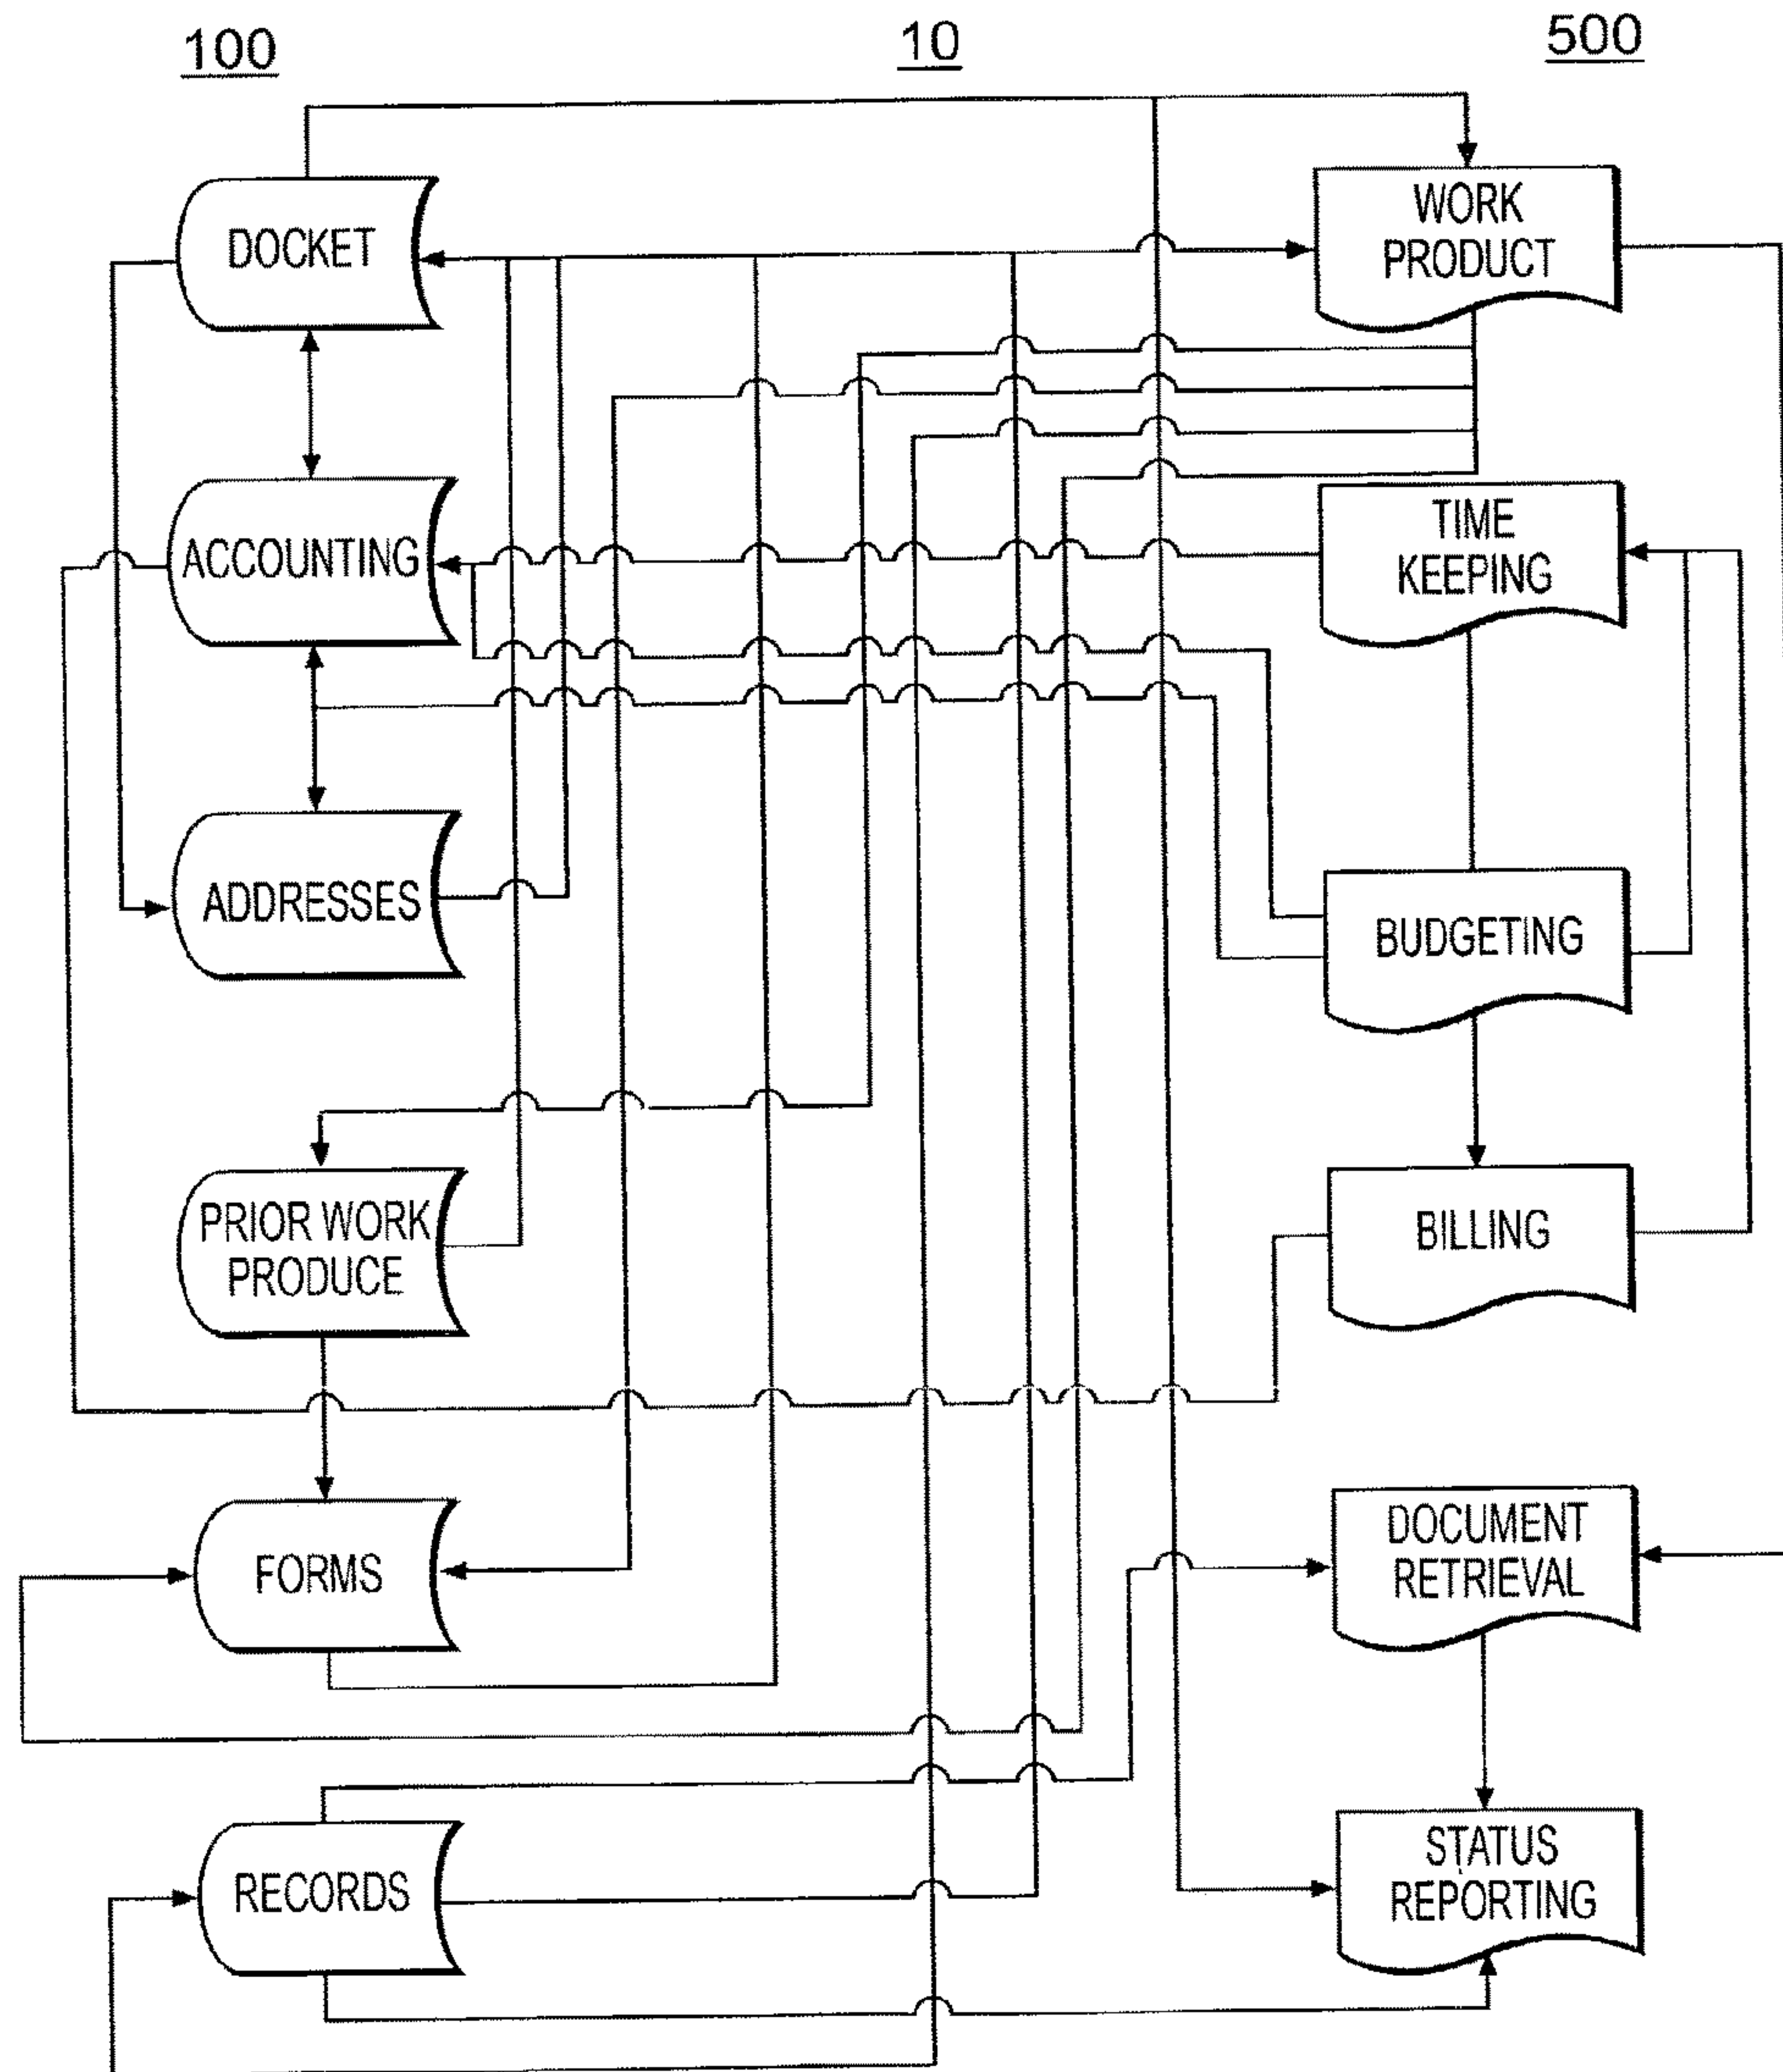 100
10
500
DOCKET
ACCOUNTING
ADDRESSES
PRIOR WORK
PRODUCE
FORMS
RECORDS
WORK
PRODUCT
TIME
KEEPING
BUDGETING
BILLING
DOCUMENT
RETRIEVAL
STATUS
REPORTING